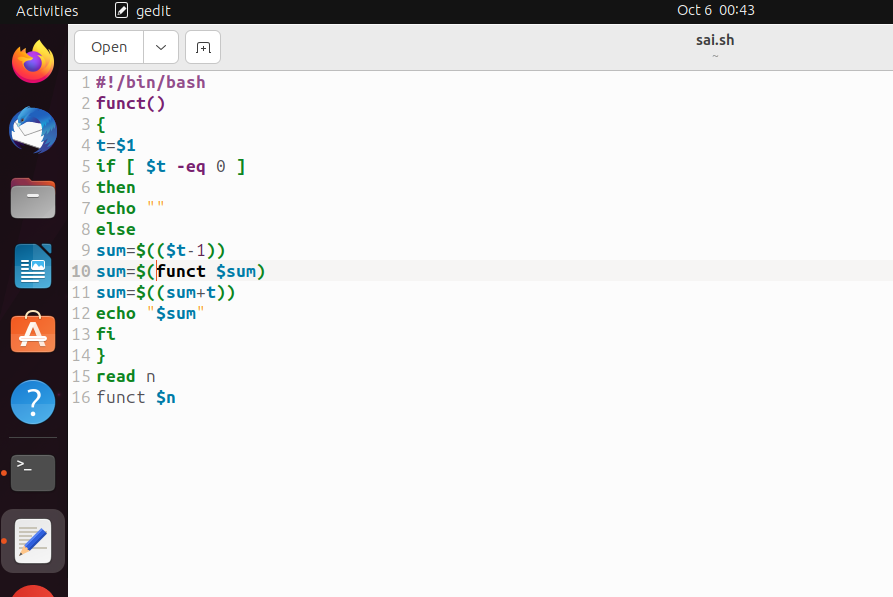 Activities gedit Oct 6 00:43
Open sai.sh
~
1 #!/bin/bash
2 funct()
3 {
4 t=$1
5 if [ $t -eq 0 ]
6 then
7 echo ""
8 else
9 sum=$(($t-1))
10 sum=$(funct $sum)
11 sum=$((sum+t))
12 echo "$sum"
13 fi
14 }
15 read n
16 funct $n